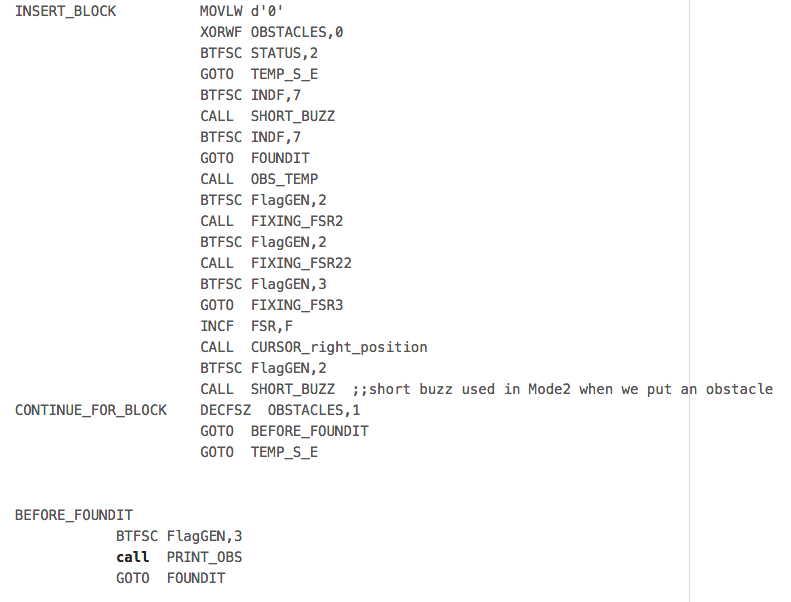 INSERT_BLOCK MOVLW d'0'
XORWF OBSTACLES,0
BTFSC STATUS,2
GOTO TEMP_S_E
BTFSC INDF,7
CALL SHORT_BUZZ
BTFSC INDF,7
GOTO FOUNDIT
CALL OBS_TEMP
BTFSC FlagGEN,2
CALL FIXING_FSR2
BTFSC FlagGEN,2
CALL FIXING_FSR22
BTFSC FlagGEN,3
GOTO FIXING_FSR3
INCF FSR,F
CALL CURSOR_right_position
BTFSC FlagGEN,2
CALL SHORT_BUZZ ;;short buzz used in Mode2 when we put an obstacle
CONTINUE_FOR_BLOCK DECFSZ OBSTACLES,1
GOTO BEFORE_FOUNDIT
GOTO TEMP_S_E
BEFORE_FOUNDIT
BTFSC FlagGEN,3
call PRINT_OBS
GOTO FOUNDIT